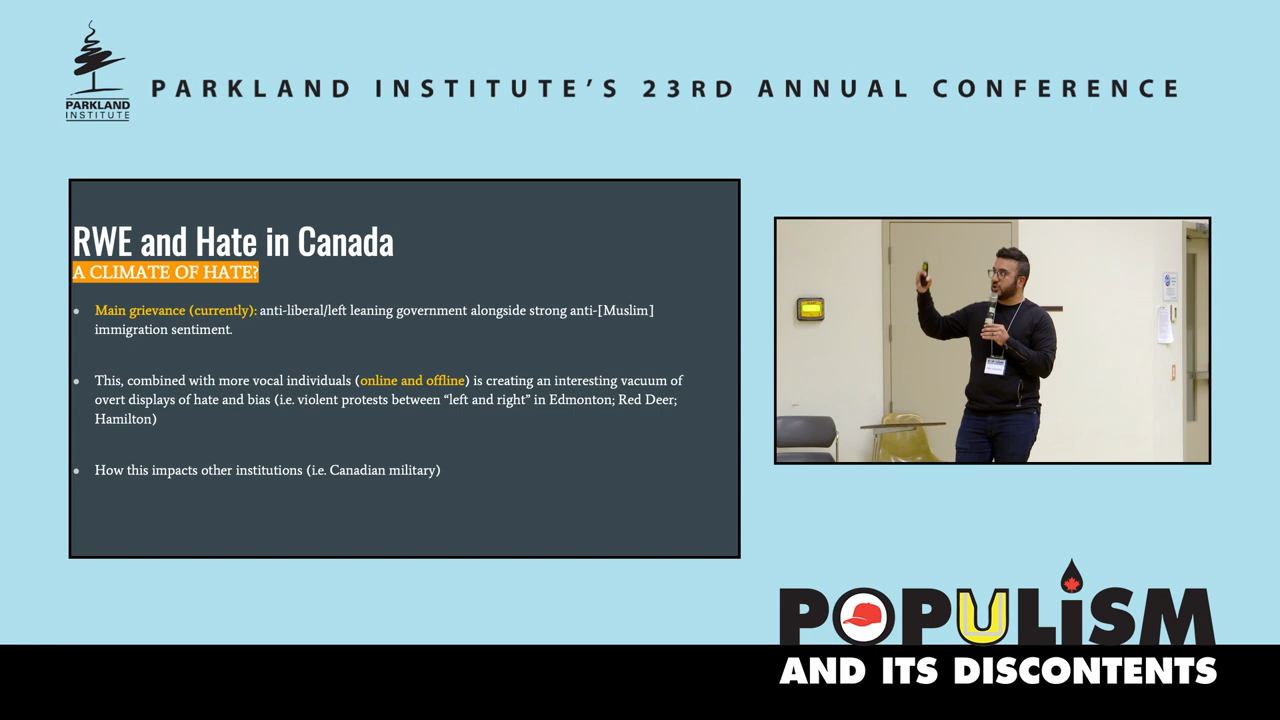 PARKLAND
INSTITUTE
PARKLAND INSTITUTE'S 23RD ANNUAL CONFERENCE
RWE and Hate in Canada
A CLIMATE OF HATE?
● Main grievance (currently): anti-liberal/left leaning government alongside strong anti-[Muslim]
immigration sentiment.
● This, combined with more vocal individuals (online and offline) is creating an interesting vacuum of
overt displays of hate and bias (i.e. violent protests between “left and right” in Edmonton; Red Deer;
Hamilton)
● How this impacts other institutions (i.e. Canadian military)
POPULiSM
AND ITS DISCONTENTS